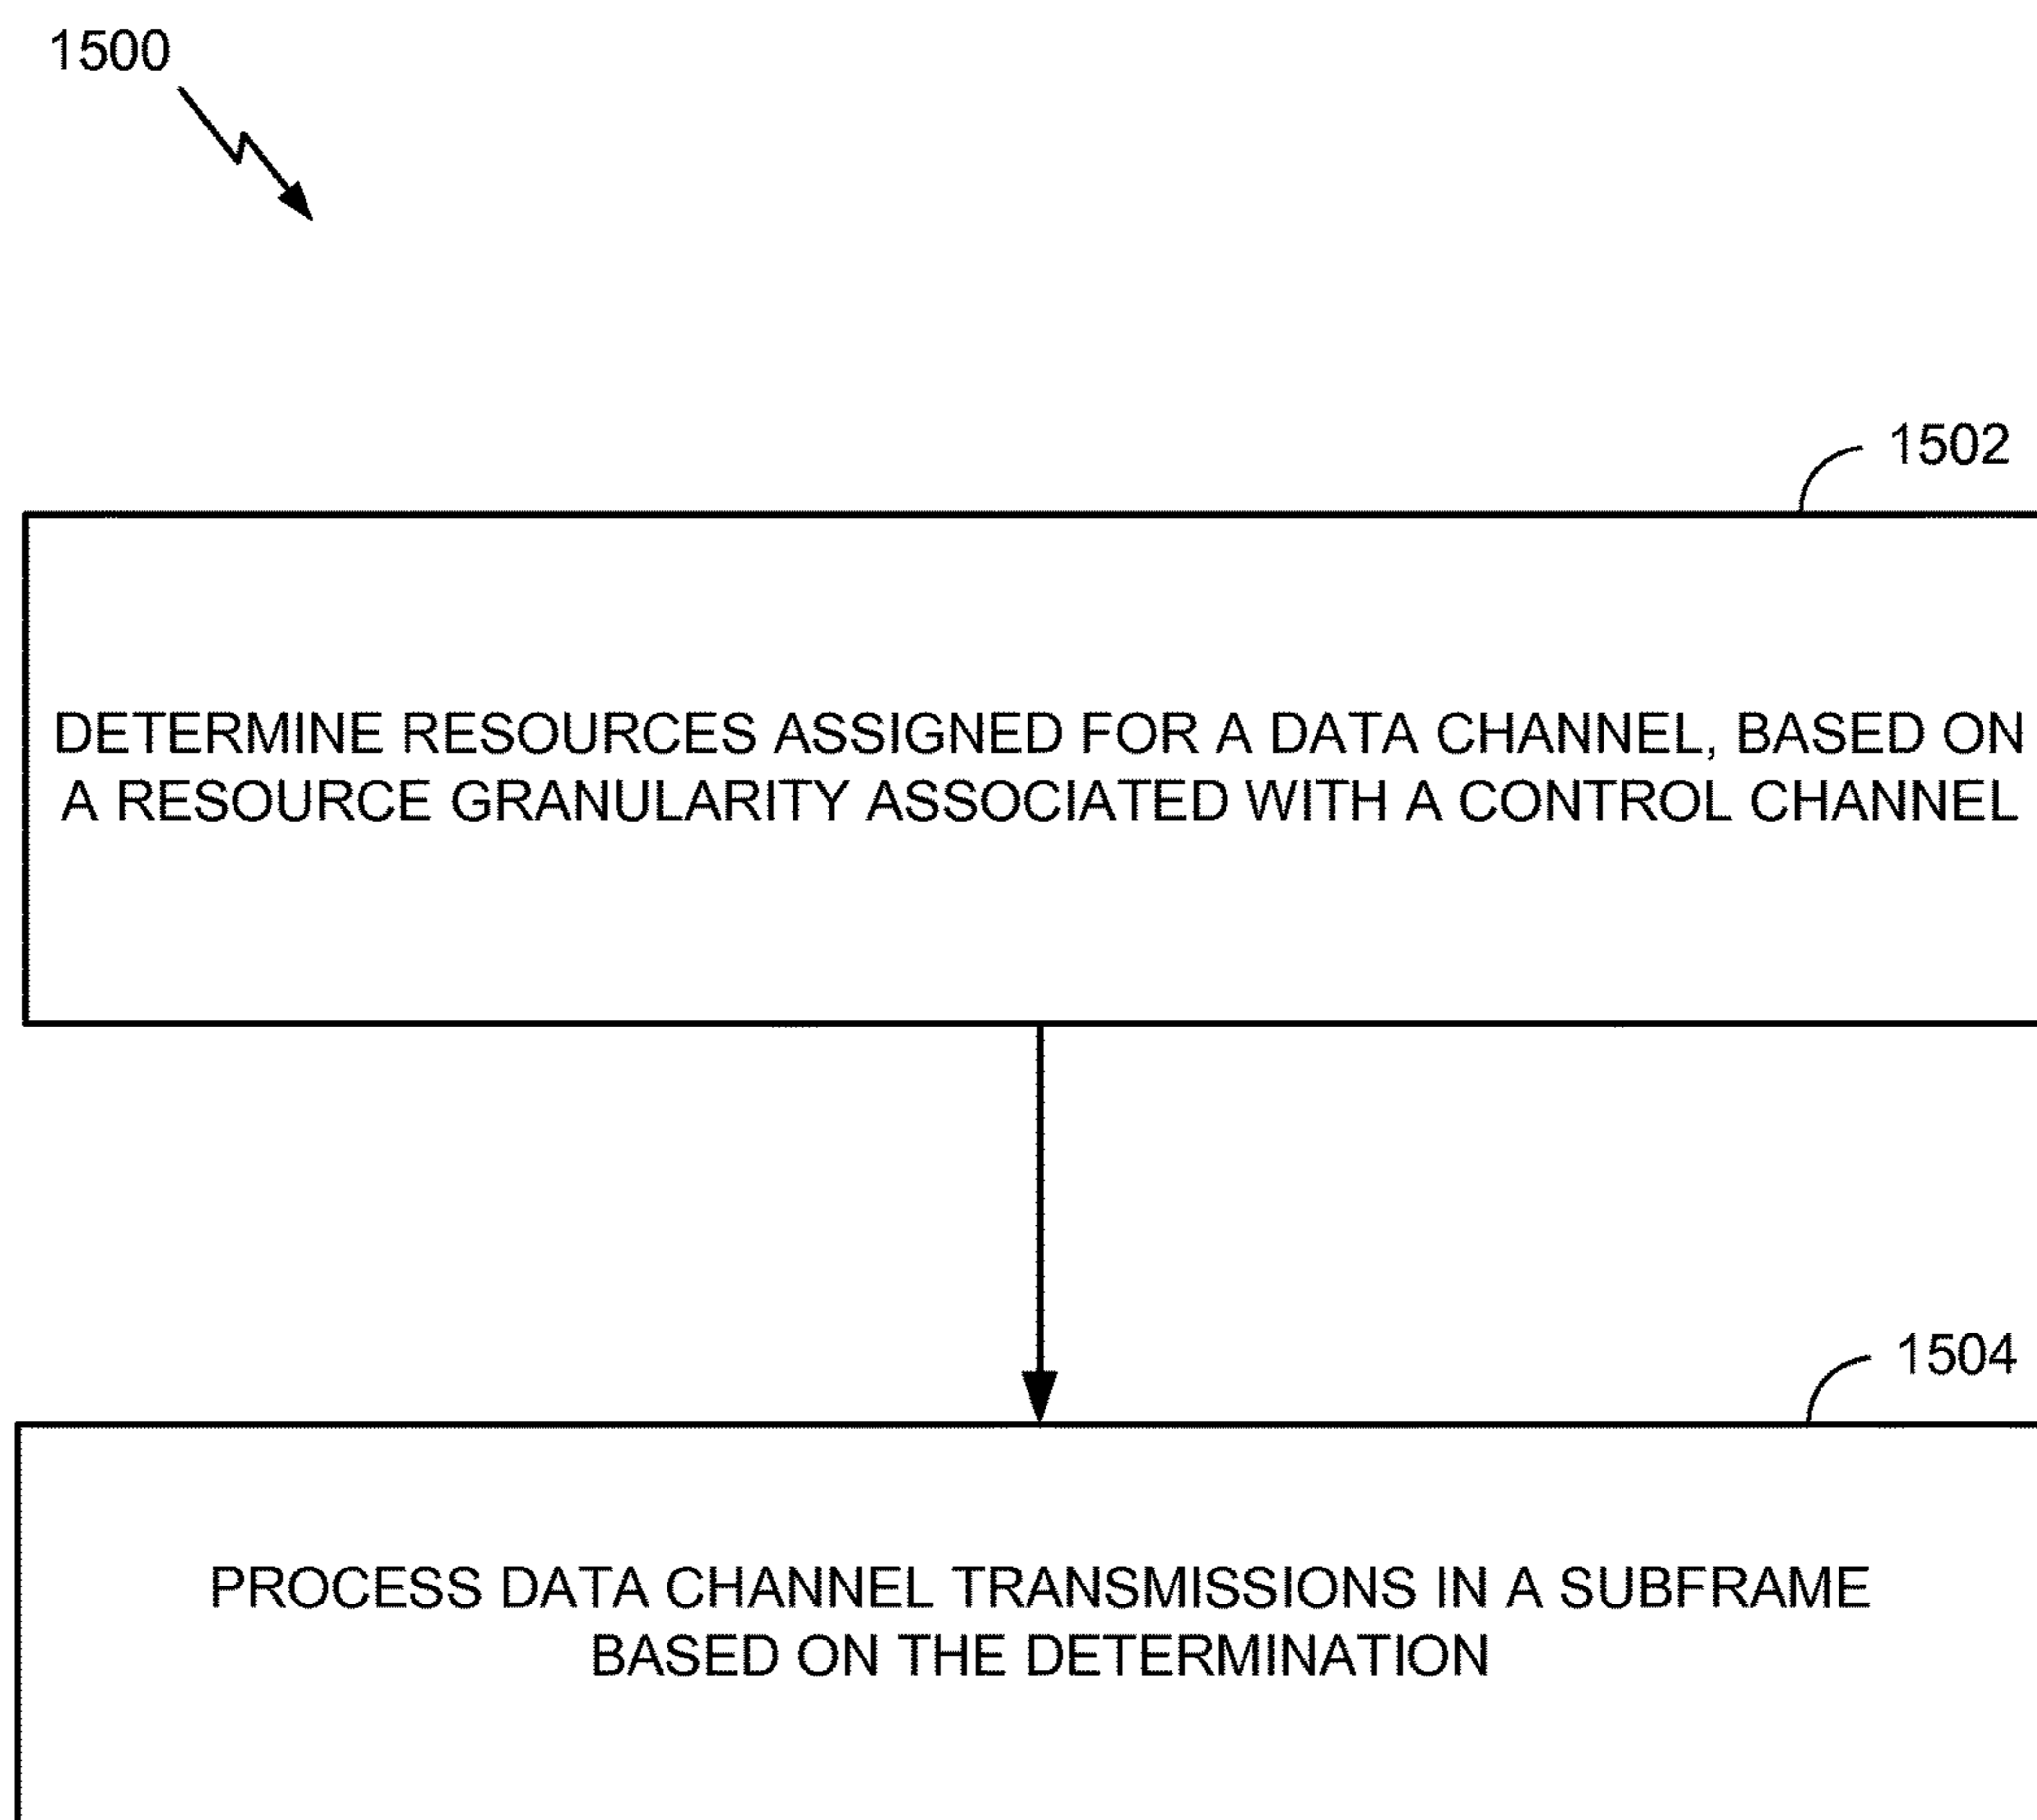 1500
1502
DETERMINE RESOURCES ASSIGNED FOR A DATA CHANNEL, BASED ON
A RESOURCE GRANULARITY ASSOCIATED WITH A CONTROL CHANNEL
1504
PROCESS DATA CHANNEL TRANSMISSIONS IN A SUBFRAME
BASED ON THE DETERMINATION